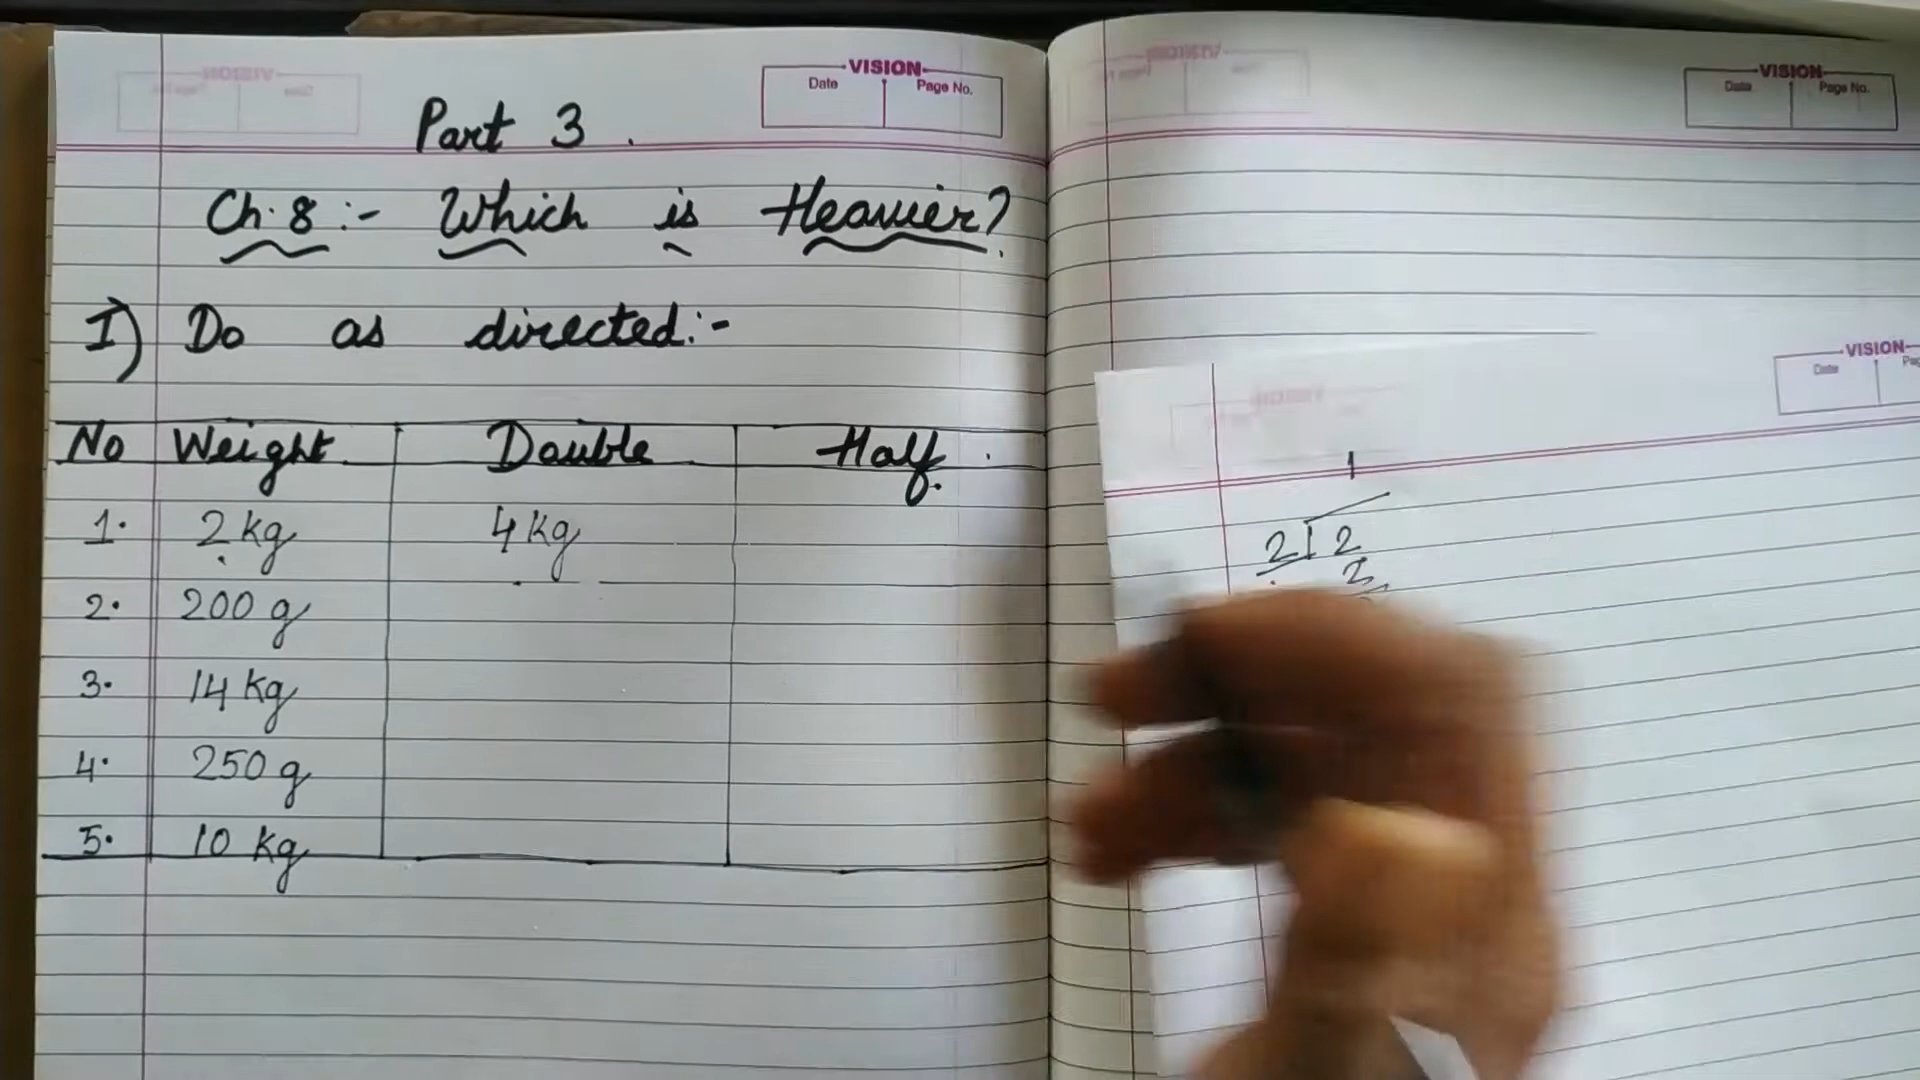 VISION
Date Page No.
Part 3.
Ch. 8 :- Which is Heavier?
I) Do as directed:-
No Weight Double Half.
1. 2 kg 4 kg
2. 200 g
3. 14 kg
4. 250 g
5. 10 kg
VISION
Date Page No.
VISION
Date
1
2 2
2